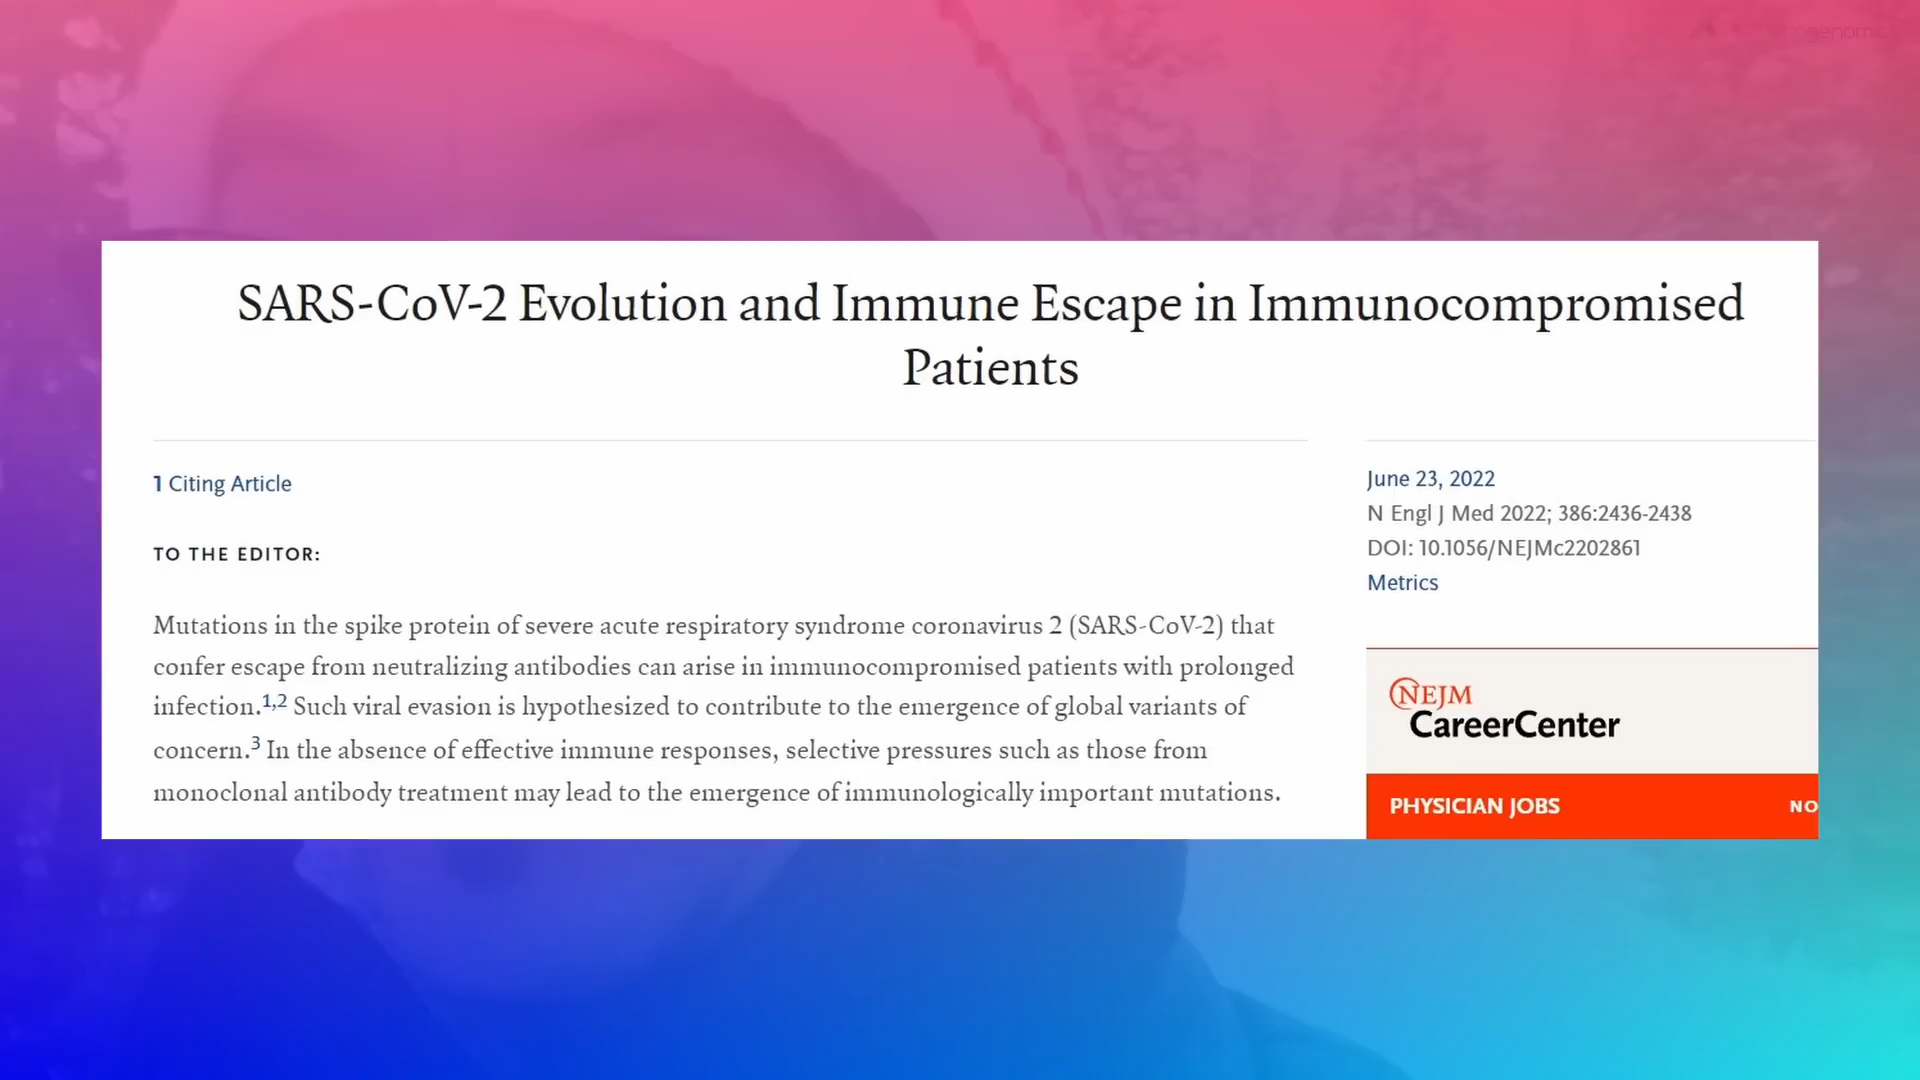 SARS-CoV-2 Evolution and Immune Escape in Immunocompromised
Patients
1 Citing Article
TO THE EDITOR:
Mutations in the spike protein of severe acute respiratory syndrome coronavirus 2 (SARS-CoV-2) that
confer escape from neutralizing antibodies can arise in immunocompromised patients with prolonged
infection.1,2 Such viral evasion is hypothesized to contribute to the emergence of global variants of
concern.3 In the absence of effective immune responses, selective pressures such as those from
monoclonal antibody treatment may lead to the emergence of immunologically important mutations.
June 23, 2022
N Engl J Med 2022; 386:2436-2438
DOI: 10.1056/NEJMc2202861
Metrics
NEJM
CareerCenter
PHYSICIAN JOBS
NO